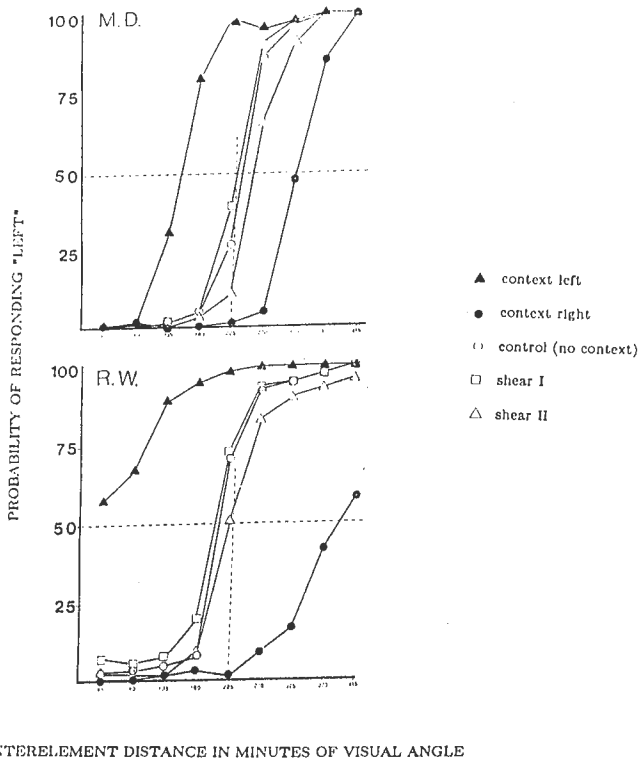 100
M.D.
75
50
25
100
R.W.
75
50
25
PROBABILITY OF RESPONDING "LEFT"
context left
context right
control (no context)
shear I
shear II
TERELEMENT DISTANCE IN MINUTES OF VISUAL ANGLE